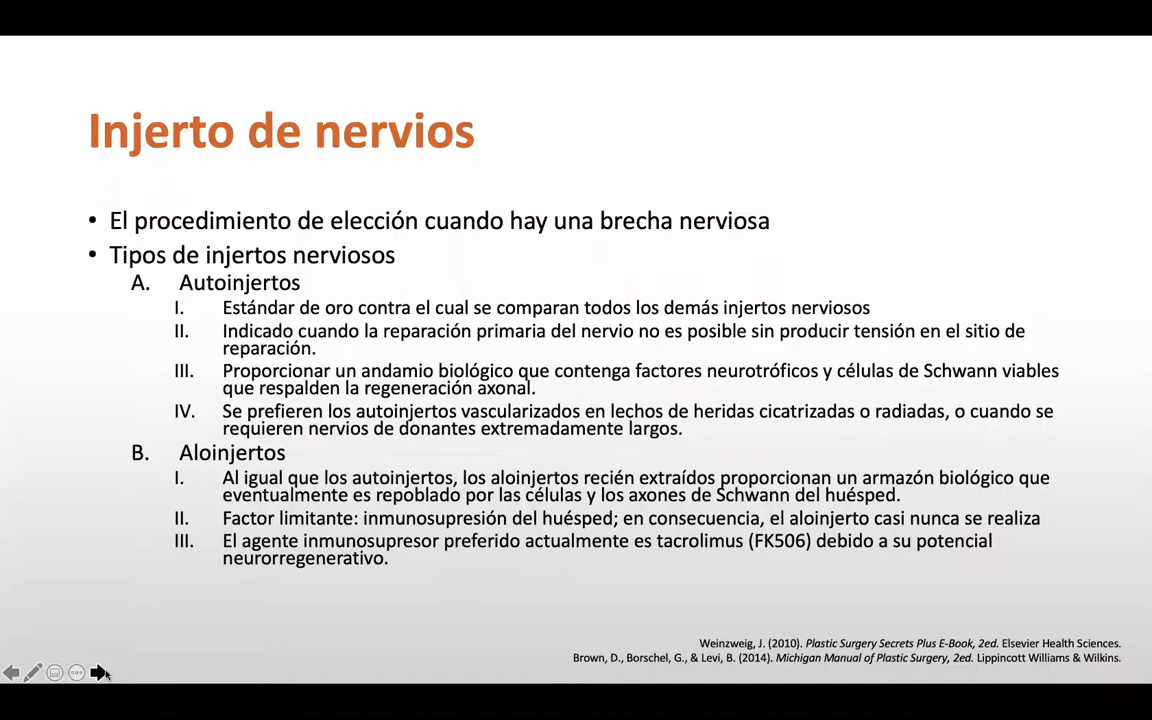 Injerto de nervios
• El procedimiento de elección cuando hay una brecha nerviosa
• Tipos de injertos nerviosos
A. Autoinjertos
I. Estándar de oro contra el cual se comparan todos los demás injertos nerviosos
II. Indicado cuando la reparación primaria del nervio no es posible sin producir tensión en el sitio de
reparación.
III. Proporcionar un andamio biológico que contenga factores neurotróficos y células de Schwann viables
que respalden la regeneración axonal.
IV. Se prefieren los autoinjertos vascularizados en lechos de heridas cicatrizadas o radiadas, o cuando se
requieren nervios de donantes extremadamente largos.
B. Aloinjertos
I. Al igual que los autoinjertos, los aloinjertos recién extraídos proporcionan un armazón biológico que
eventualmente es repoblado por las células y los axones de Schwann del huésped.
II. Factor limitante: inmunosupresión del huésped; en consecuencia, el aloinjerto casi nunca se realiza
III. El agente inmunosupresor preferido actualmente es tacrolimus (FK506) debido a su potencial
neurorregenerativo.
Weinzweig, J. (2010). Plastic Surgery Secrets Plus E-Book, 2ed. Elsevier Health Sciences.
Brown, D., Borschel, G., & Levi, B. (2014). Michigan Manual of Plastic Surgery, 2ed. Lippincott Williams & Wilkins.